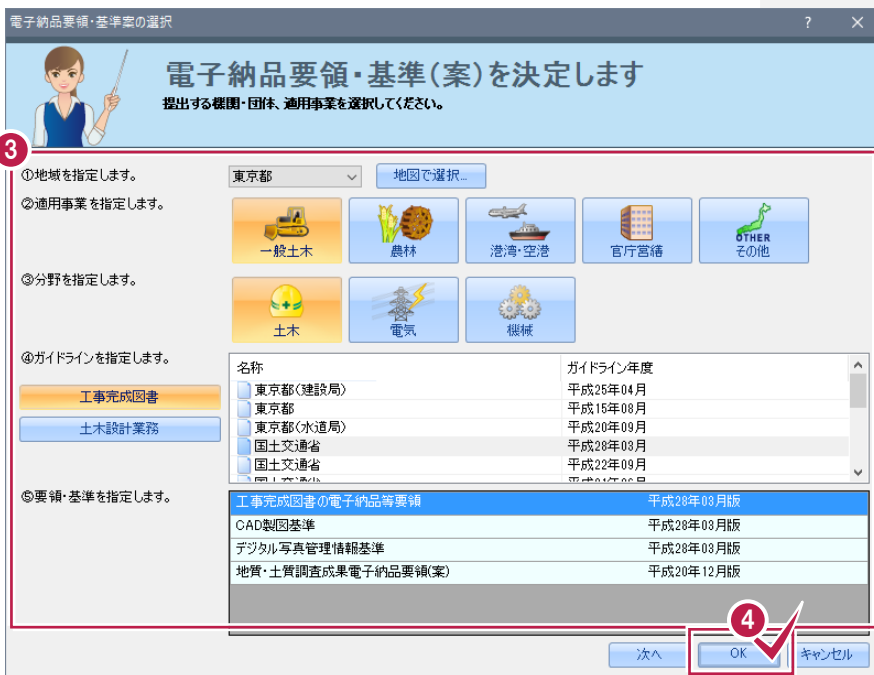 電子納品要領・基準案の選択
電子納品要領・基準(案)を決定します
提出する機関・団体、適用事業を選択してください。
3
①地域を指定します。 東京都 地図で選択...
②適用事業を指定します。
一般土木 農林 港湾・空港 官庁営繕 OTHER その他
③分野を指定します。
土木 電気 機械
④ガイドラインを指定します。
工事完成図書
土木設計業務
名称 ガイドライン年度
東京都(建設局) 平成25年04月
東京都 平成15年08月
東京都(水道局) 平成20年09月
国土交通省 平成28年03月
国土交通省 平成22年09月
⑤要領・基準を指定します。
工事完成図書の電子納品等要領 平成28年03月版
CAD製図基準 平成28年03月版
デジタル写真管理情報基準 平成28年03月版
地質・土質調査成果電子納品要領(案) 平成20年12月版
4
次へ OK キャンセル